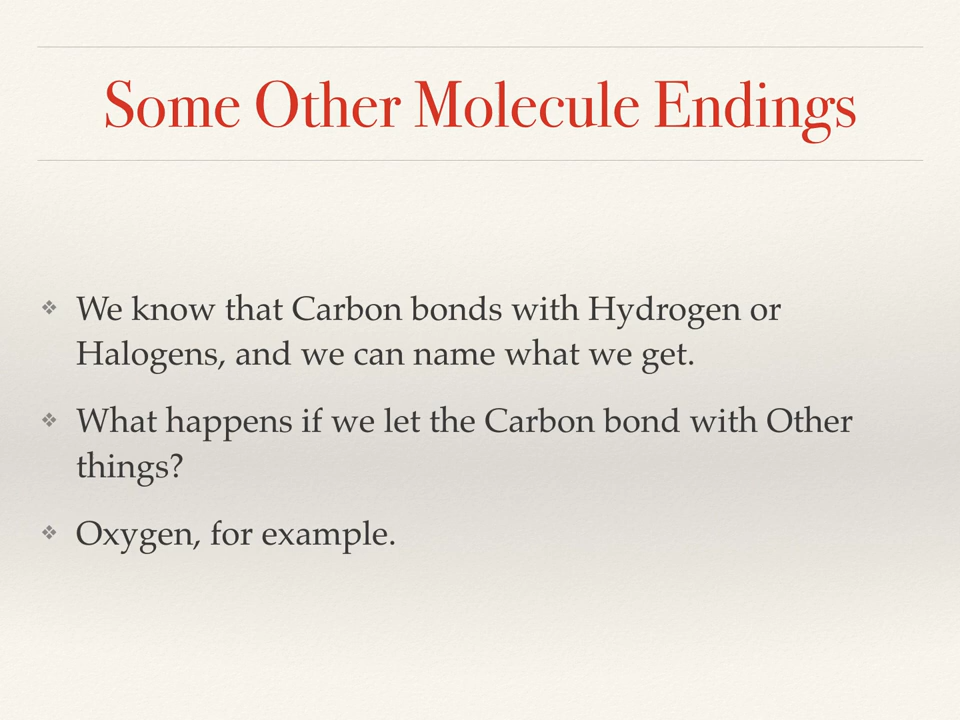 Some Other Molecule Endings
❖ We know that Carbon bonds with Hydrogen or
Halogens, and we can name what we get.
❖ What happens if we let the Carbon bond with Other
things?
❖ Oxygen, for example.